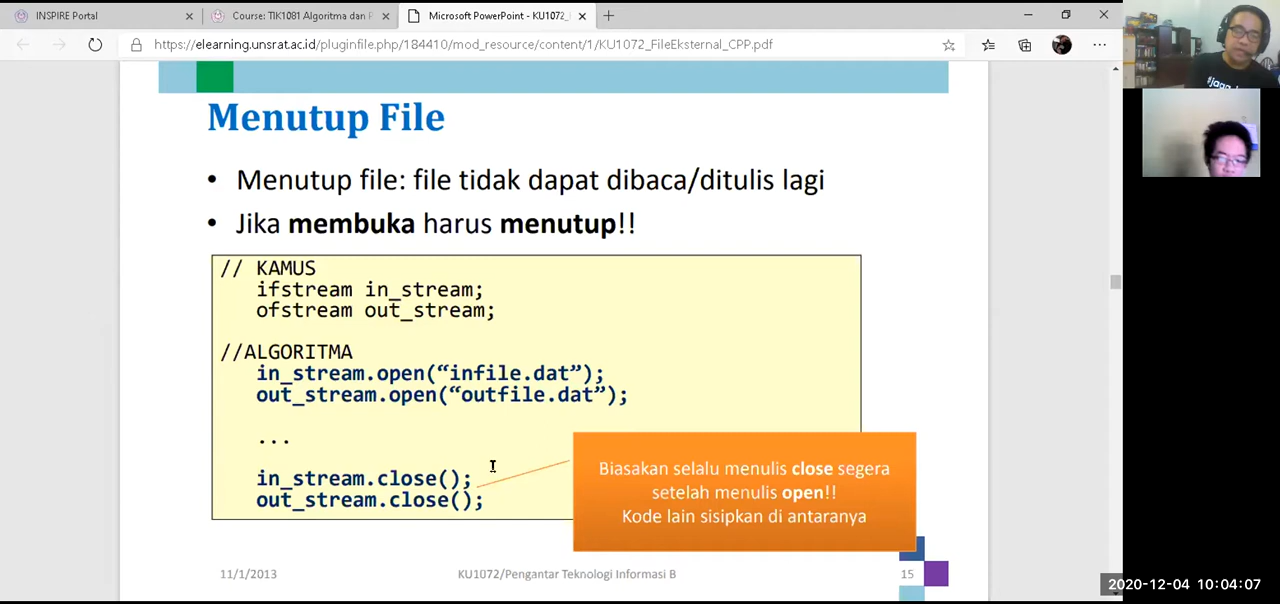 INSPIRE Portal
Course: TIK1081 Algoritma dan P
Microsoft PowerPoint - KU1072_
https://elearning.unsrat.ac.id/pluginfile.php/184410/mod_resource/content/1/KU1072_FileEksternal_CPP.pdf
Menutup File
• Menutup file: file tidak dapat dibaca/ditulis lagi
• Jika membuka harus menutup!!
// KAMUS
ifstream in_stream;
ofstream out_stream;
//ALGORITMA
in_stream.open(“infile.dat”);
out_stream.open(“outfile.dat”);
...
in_stream.close();
out_stream.close();
Biasakan selalu menulis close segera
setelah menulis open!!
Kode lain sisipkan di antaranya
11/1/2013
KU1072/Pengantar Teknologi Informasi B
15
2020-12-04 10:04:07